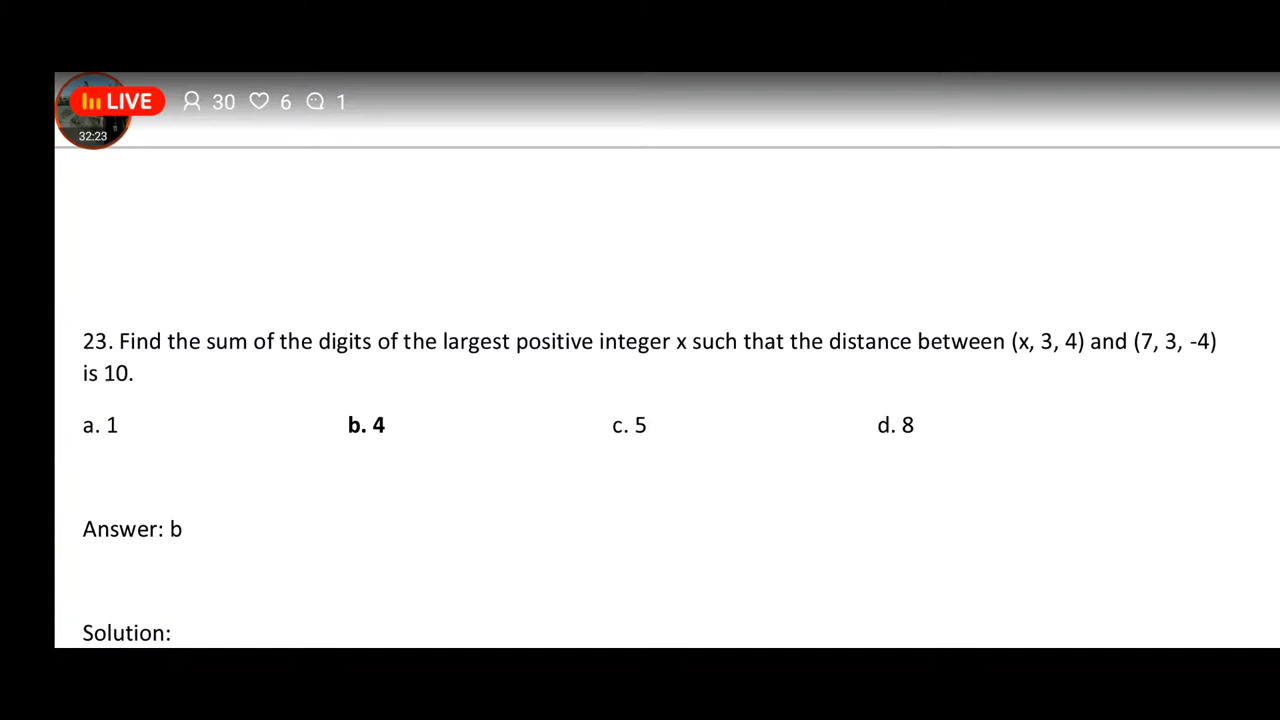 LIVE 30 6 1
32:23
23. Find the sum of the digits of the largest positive integer x such that the distance between (x, 3, 4) and (7, 3, -4)
is 10.
a. 1 b. 4 c. 5 d. 8
Answer: b
Solution: